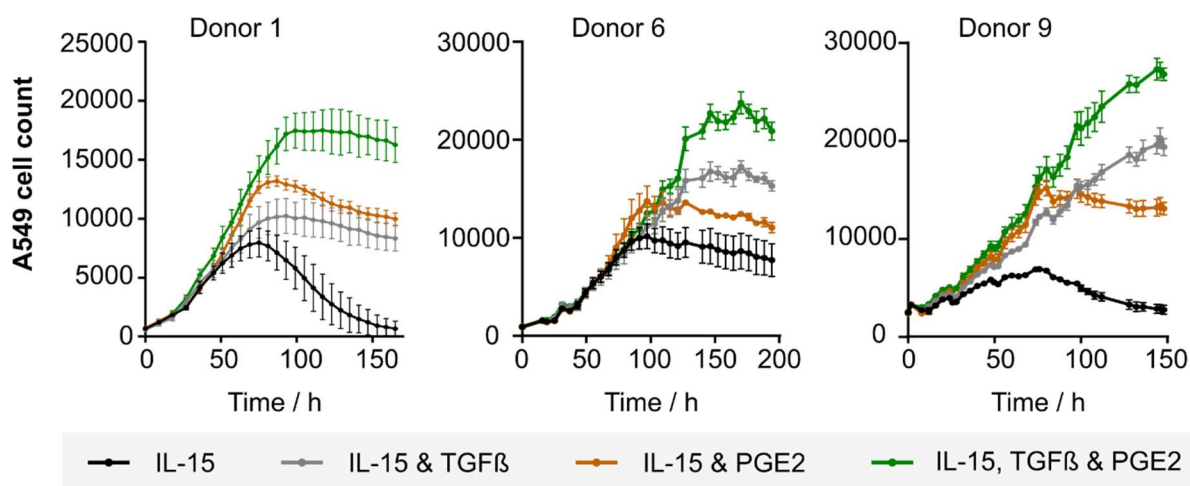 Donor 1
Donor 6
Donor 9
A549 cell count
25000
20000
15000
10000
5000
0
0
50
100
150
Time / h
30000
20000
10000
0
0
50
100
150
200
Time / h
30000
20000
10000
0
0
50
100
150
Time / h
IL-15
IL-15 & TGFß
IL-15 & PGE2
IL-15, TGFß & PGE2